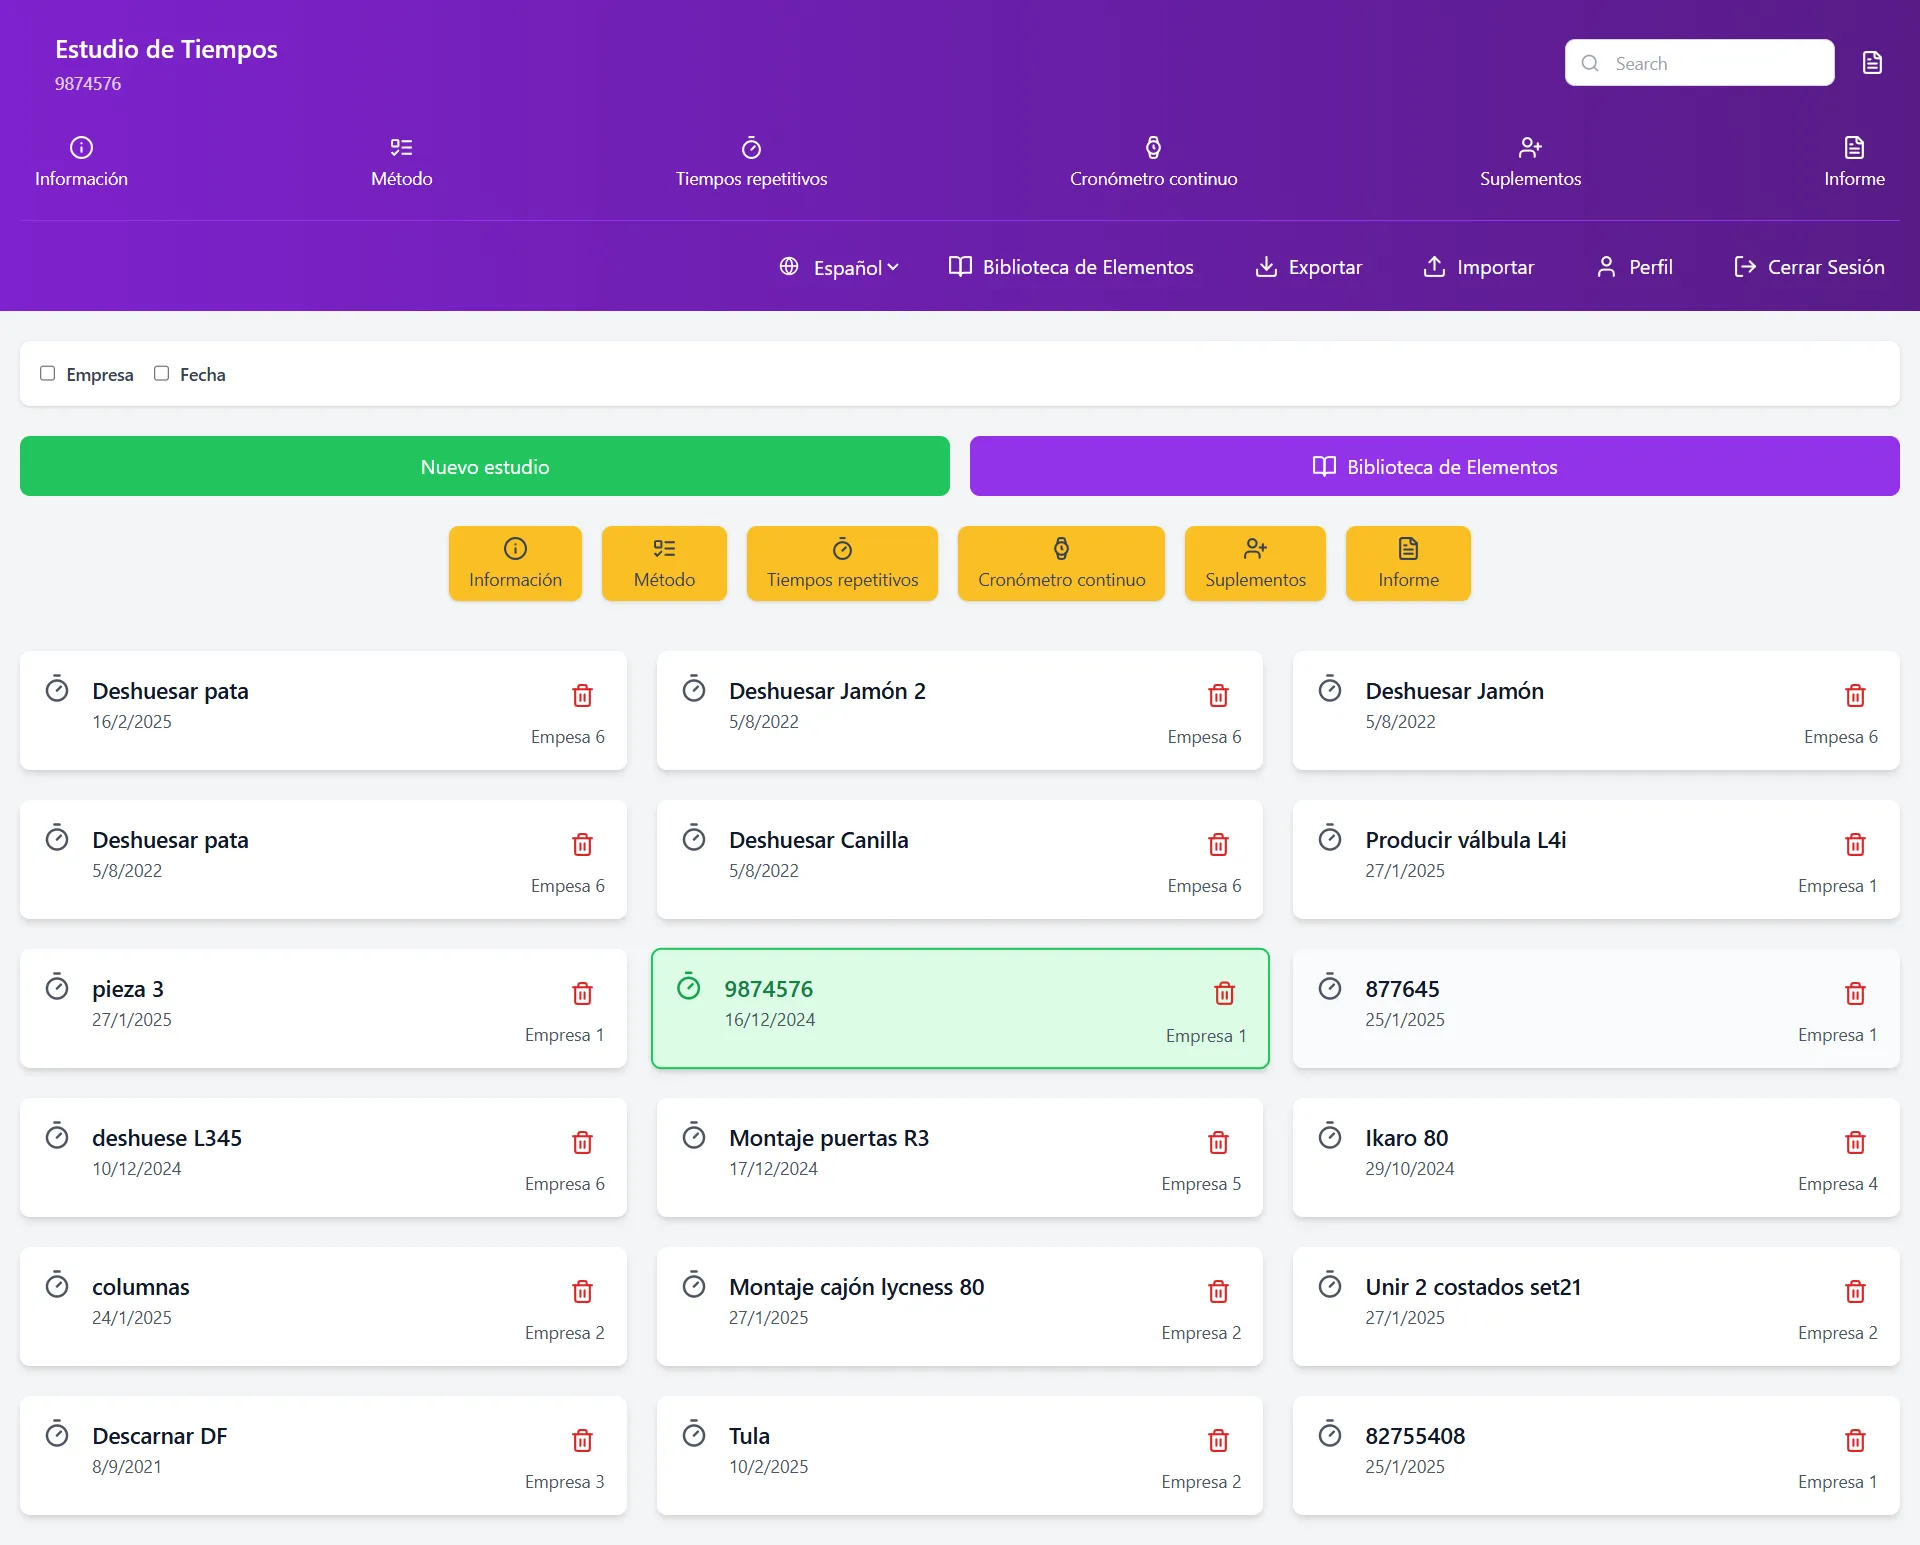 Estudio de Tiempos
9874576
Search
Información
Método
Tiempos repetitivos
Cronómetro continuo
Suplementos
Informe
Español
Biblioteca de Elementos
Exportar
Importar
Perfil
Cerrar Sesión
Empresa
Fecha
Nuevo estudio
Biblioteca de Elementos
Información
Método
Tiempos repetitivos
Cronómetro continuo
Suplementos
Informe
Deshuesar pata
16/2/2025
Empesa 6
Deshuesar Jamón 2
5/8/2022
Empesa 6
Deshuesar Jamón
5/8/2022
Empesa 6
Deshuesar pata
5/8/2022
Empesa 6
Deshuesar Canilla
5/8/2022
Empesa 6
Producir válbula L4i
27/1/2025
Empresa 1
pieza 3
27/1/2025
Empresa 1
9874576
16/12/2024
Empresa 1
877645
25/1/2025
Empresa 1
deshuese L345
10/12/2024
Empresa 6
Montaje puertas R3
17/12/2024
Empresa 5
Ikaro 80
29/10/2024
Empresa 4
columnas
24/1/2025
Empresa 2
Montaje cajón lycness 80
27/1/2025
Empresa 2
Unir 2 costados set21
27/1/2025
Empresa 2
Descarnar DF
8/9/2021
Empresa 3
Tula
10/2/2025
Empresa 2
82755408
25/1/2025
Empresa 1